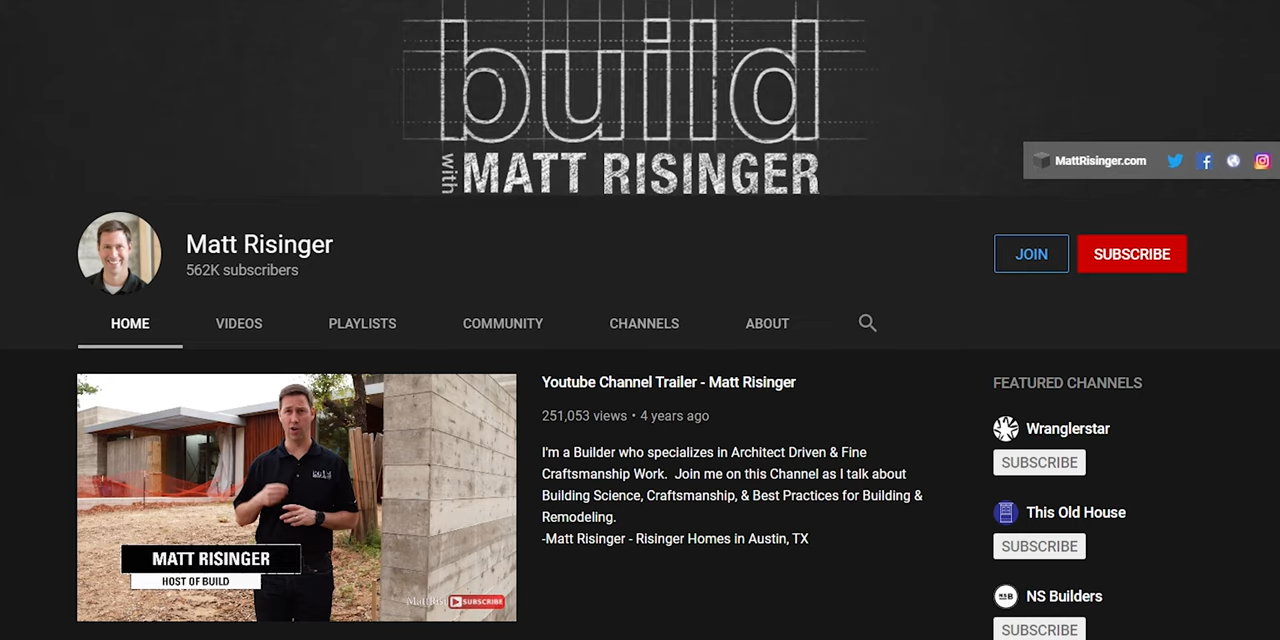 build
with MATT RISINGER
MattRisinger.com
Matt Risinger
562K subscribers
JOIN
SUBSCRIBE
HOME
VIDEOS
PLAYLISTS
COMMUNITY
CHANNELS
ABOUT
build
MATT RISINGER
HOST OF BUILD
SUBSCRIBE
Youtube Channel Trailer - Matt Risinger
251,053 views • 4 years ago
I'm a Builder who specializes in Architect Driven & Fine
Craftsmanship Work. Join me on this Channel as I talk about
Building Science, Craftsmanship, & Best Practices for Building &
Remodeling.
-Matt Risinger - Risinger Homes in Austin, TX
FEATURED CHANNELS
Wranglerstar
SUBSCRIBE
This Old House
SUBSCRIBE
NSB
NS Builders
SUBSCRIBE